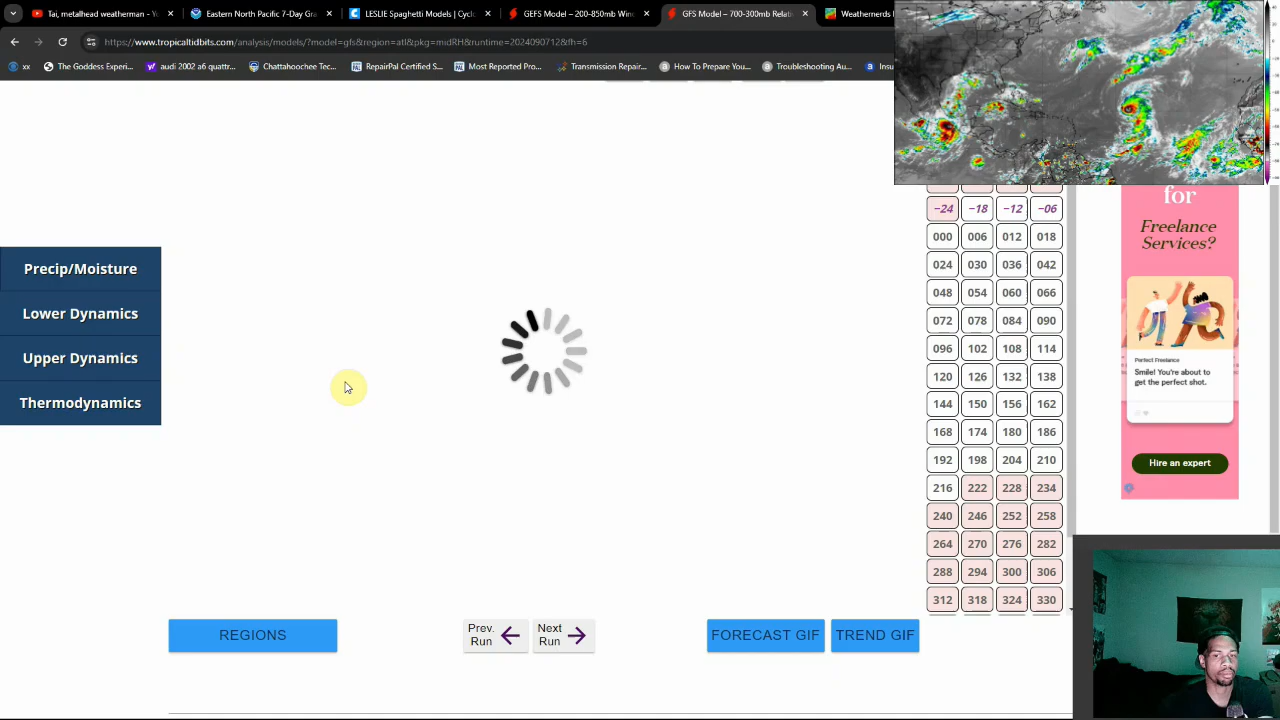 Tai, metalhead weatherman - Yo
Eastern North Pacific 7-Day Gra
LESLIE Spaghetti Models | Cyclo
GEFS Model – 200-850mb Wind
GFS Model – 700-300mb Relati
Weathernerds
https://www.tropicaltidbits.com/analysis/models/?model=gfs&region=atl&pkg=midRH&runtime=2024090712&fh=6
xx
The Goddess Experi...
audi 2002 a6 quattr...
Chattahoochee Tec...
RepairPal Certified S...
Most Reported Pro...
Transmission Repair...
How To Prepare You...
Troubleshooting Au...
Insu
Precip/Moisture
Lower Dynamics
Upper Dynamics
Thermodynamics
−24 −18 −12 −06
000 006 012 018
024 030 036 042
048 054 060 066
072 078 084 090
096 102 108 114
120 126 132 138
144 150 156 162
168 174 180 186
192 198 204 210
216 222 228 234
240 246 252 258
264 270 276 282
288 294 300 306
312 318 324 330
for
Freelance
Services?
Perfect Freelance
Smile! You're about to
get the perfect shot.
Hire an expert
REGIONS
Prev.
Run
Next
Run
FORECAST GIF
TREND GIF